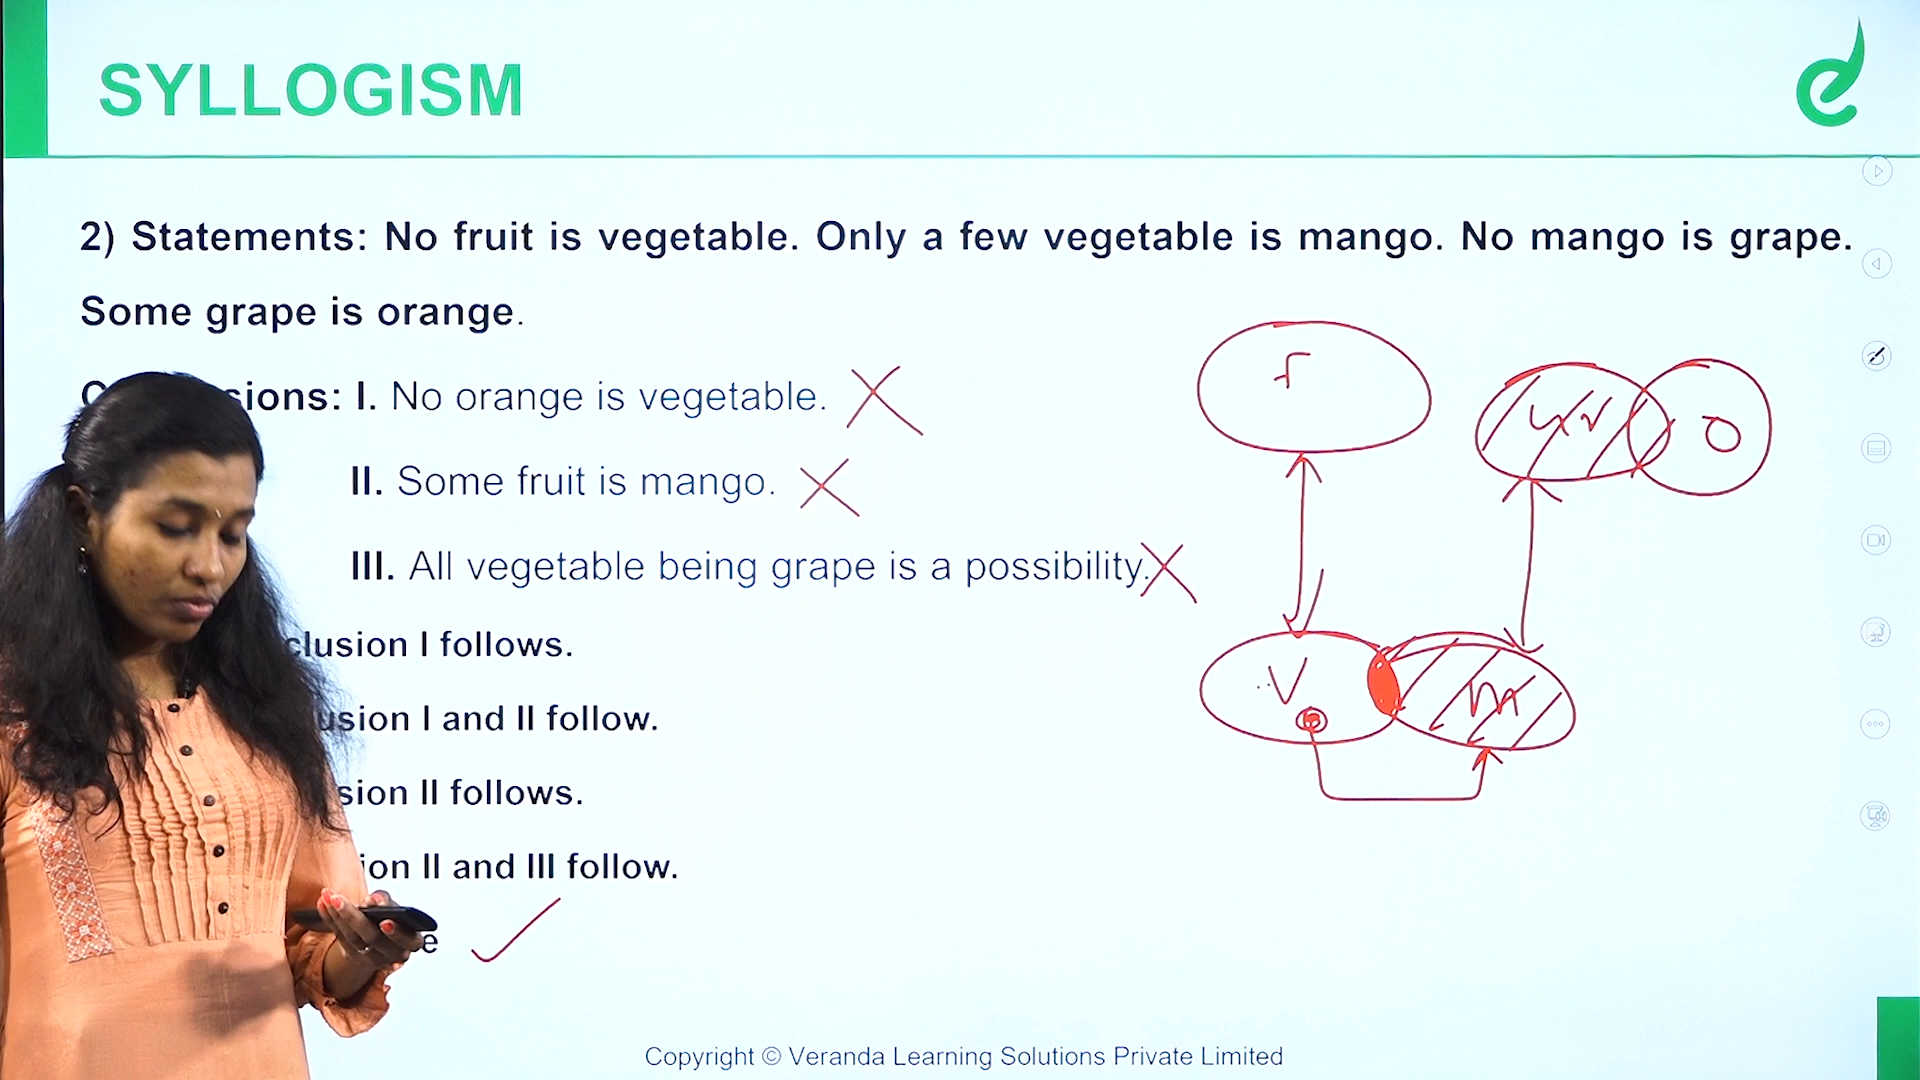 SYLLOGISM
2) Statements: No fruit is vegetable. Only a few vegetable is mango. No mango is grape.
Some grape is orange.
sions: I. No orange is vegetable.
II. Some fruit is mango.
III. All vegetable being grape is a possibility.
clusion I follows.
usion I and II follow.
sion II follows.
ion II and III follow.
e
F
O
V
Copyright © Veranda Learning Solutions Private Limited